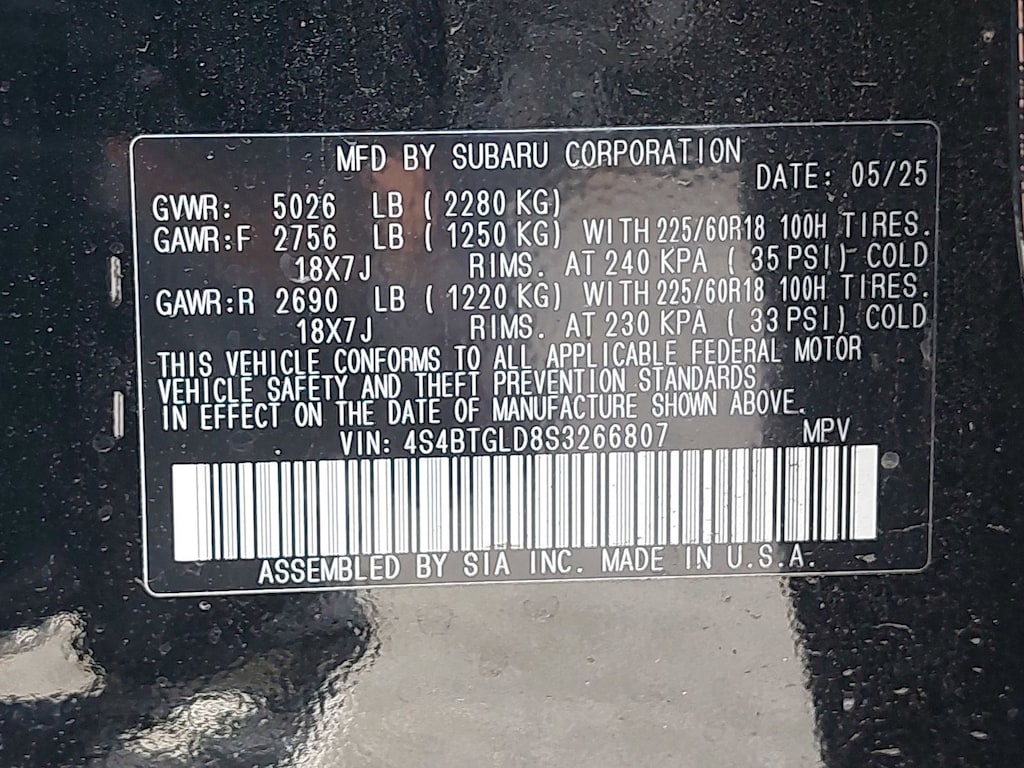 MFD BY SUBARU CORPORATION
DATE: 05/25
GVWR: 5026 LB ( 2280 KG)
GAWR:F 2756 LB ( 1250 KG) WITH 225/60R18 100H TIRES.
18X7J RIMS. AT 240 KPA ( 35 PSI) COLD
GAWR:R 2690 LB ( 1220 KG) WITH 225/60R18 100H TIRES.
18X7J RIMS. AT 230 KPA ( 33 PSI) COLD
THIS VEHICLE CONFORMS TO ALL APPLICABLE FEDERAL MOTOR
VEHICLE SAFETY AND THEFT PREVENTION STANDARDS
IN EFFECT ON THE DATE OF MANUFACTURE SHOWN ABOVE.
VIN: 4S4BTGLD8S3266807 MPV
ASSEMBLED BY SIA INC. MADE IN U.S.A.